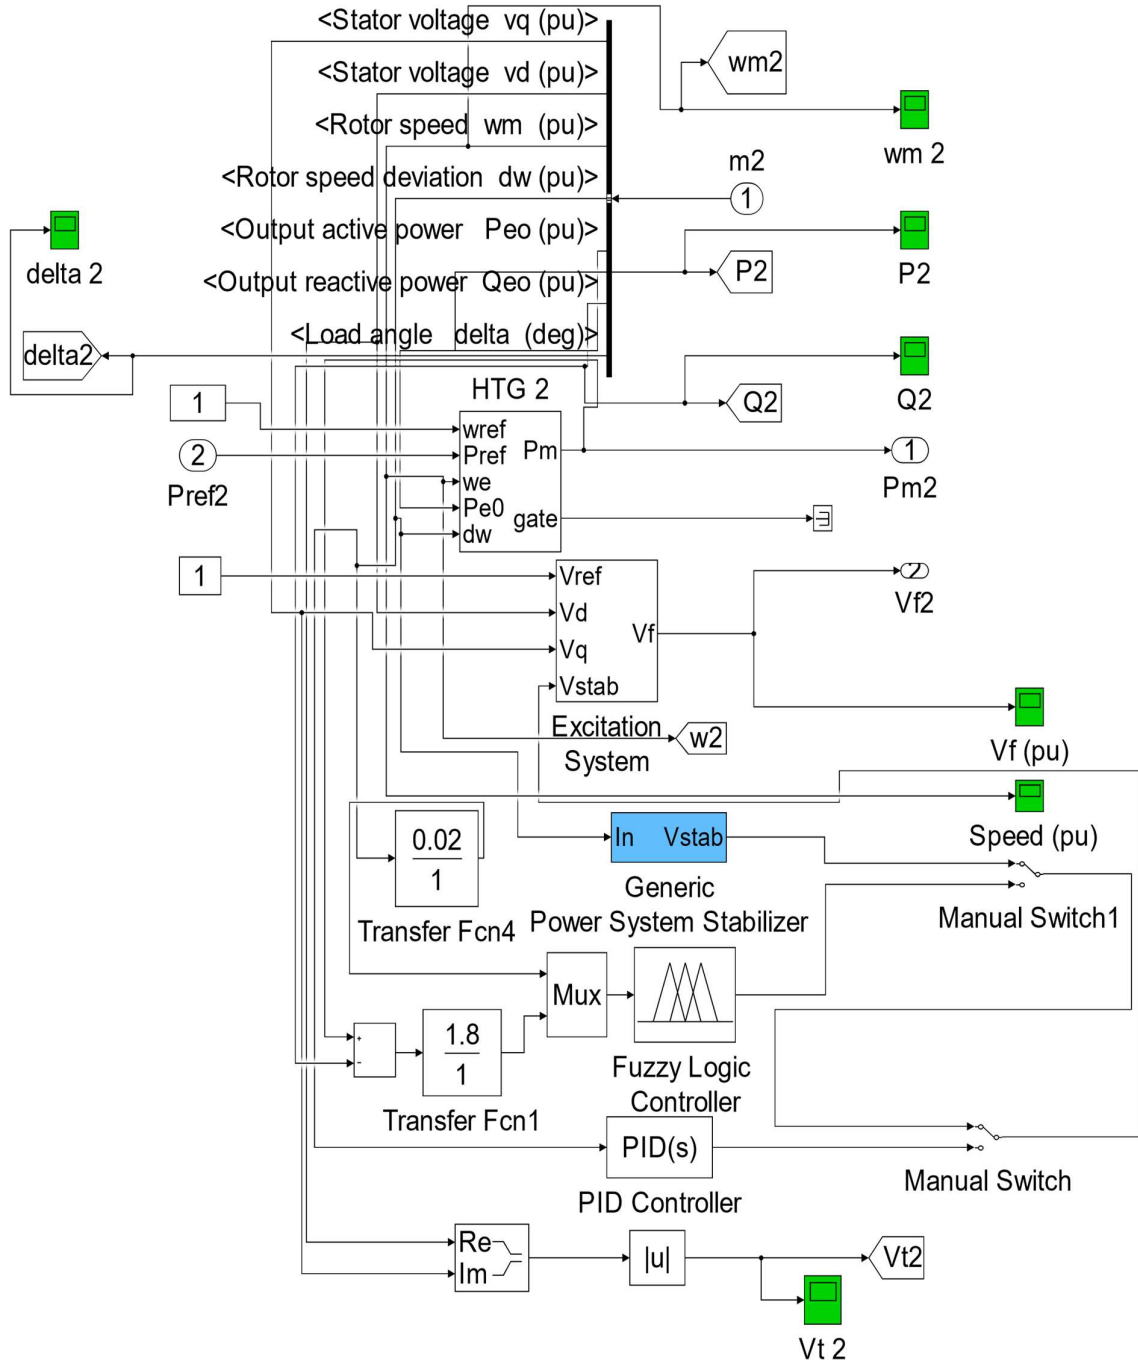 <Stator voltage vq (pu)>
<Stator voltage vd (pu)>
wm2
<Rotor speed wm (pu)>
wm 2
m2
<Rotor speed deviation dw (pu)>
1
<Output active power Peo (pu)>
delta 2
P2
P2
<Output reactive power Qeo (pu)>
<Load angle delta (deg)>
delta2
HTG 2
Q2
Q2
1
wref
2
Pref
Pm
1
Pref2
we
Pm2
Pe0
gate
dw
1
Vref
2
Vf2
Vd
Vf
Vq
Vstab
Excitation
System
w2
Vf (pu)
0.02
1
In
Vstab
Speed (pu)
Generic
Power System Stabilizer
Transfer Fcn4
Manual Switch1
Mux
+
-
1.8
1
Fuzzy Logic
Controller
Transfer Fcn1
PID(s)
PID Controller
Manual Switch
Re
Im
|u|
Vt2
Vt 2